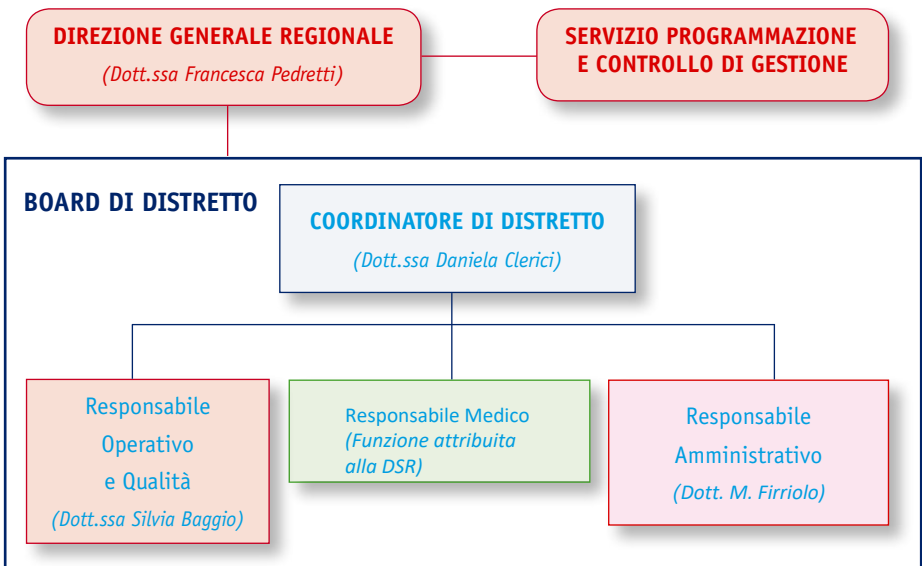 DIREZIONE GENERALE REGIONALE
(Dott.ssa Francesca Pedretti)
SERVIZIO PROGRAMMAZIONE
E CONTROLLO DI GESTIONE
BOARD DI DISTRETTO
COORDINATORE DI DISTRETTO
(Dott.ssa Daniela Clerici)
Responsabile
Operativo
e Qualità
(Dott.ssa Silvia Baggio)
Responsabile Medico
(Funzione attribuita
alla DSR)
Responsabile
Amministrativo
(Dott. M. Firriolo)